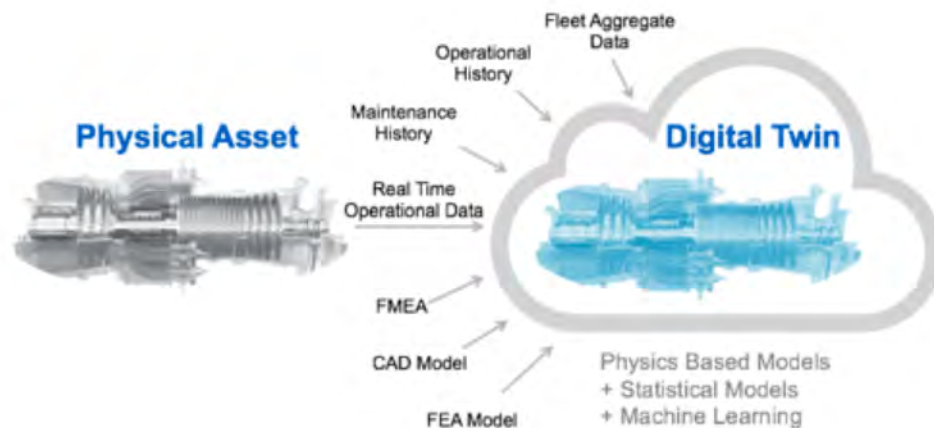 Fleet Aggregate
Data
Operational
History
Maintenance
History
Physical Asset
Digital Twin
Real Time
Operational Data
FMEA
CAD Model
FEA Model
Physics Based Models
+ Statistical Models
+ Machine Learning